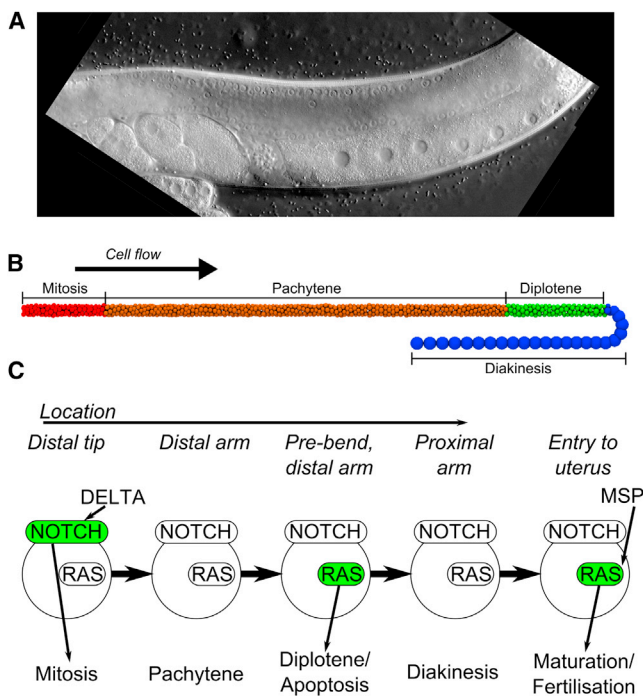 A
B
Cell flow
Mitosis
Pachytene
Diplotene
Diakinesis
C
Location
Distal tip
Distal arm
Pre-bend,
distal arm
Proximal
arm
Entry to
uterus
DELTA
MSP
NOTCH
NOTCH
NOTCH
NOTCH
NOTCH
RAS
RAS
RAS
RAS
RAS
Mitosis
Pachytene
Diplotene/
Apoptosis
Diakinesis
Maturation/
Fertilisation